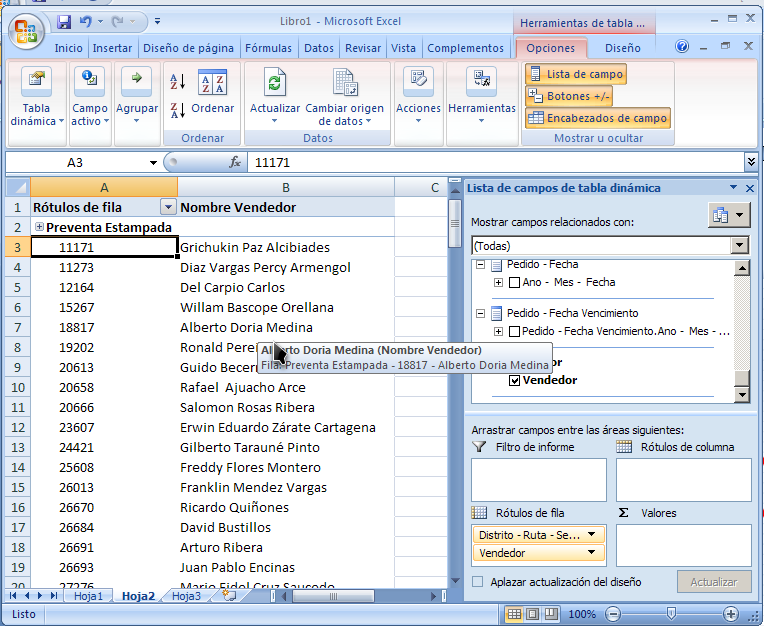 Libro1 - Microsoft Excel
Herramientas de tabla ...
Inicio Insertar Diseño de página Fórmulas Datos Revisar Vista Complementos Opciones Diseño
Tabla dinámica
Campo activo
Agrupar
Ordenar
Ordenar
Actualizar
Cambiar origen de datos
Datos
Acciones
Herramientas
Lista de campo
Botones +/-
Encabezados de campo
Mostrar u ocultar
A3 fx 11171
A B C
1 Rótulos de fila Nombre Vendedor
2 Preventa Estampada
3 11171 Grichukin Paz Alcibiades
4 11273 Diaz Vargas Percy Armengol
5 12164 Del Carpio Carlos
6 15267 Willam Bascope Orellana
7 18817 Alberto Doria Medina
8 19202 Ronald
Alberto Doria Medina (Nombre Vendedor)
Fila: Preventa Estampada - 18817 - Alberto Doria Medina
9 20613 Guido
10 20658 Rafael Ajuacho Arce
11 20666 Salomon Rosas Ribera
12 23607 Erwin Eduardo Zárate Cartagena
13 24421 Gilberto Tarauné Pinto
14 25608 Freddy Flores Montero
15 26013 Franklin Mendez Vargas
16 26670 Ricardo Quiñones
17 26684 David Bustillos
18 26691 Arturo Ribera
19 26693 Juan Pablo Encinas
20 27276 Mario Fidel Cruz Saucedo
Hoja1 Hoja2 Hoja3
Lista de campos de tabla dinámica
Mostrar campos relacionados con:
(Todas)
Pedido - Fecha
Ano - Mes - Fecha
Pedido - Fecha Vencimiento
Pedido - Fecha Vencimiento.Ano - Mes - ...
Vendedor
Arrastrar campos entre las áreas siguientes:
Filtro de informe
Rótulos de columna
Rótulos de fila
Σ Valores
Distrito - Ruta - Se...
Vendedor
Aplazar actualización del diseño
Actualizar
Listo 100%